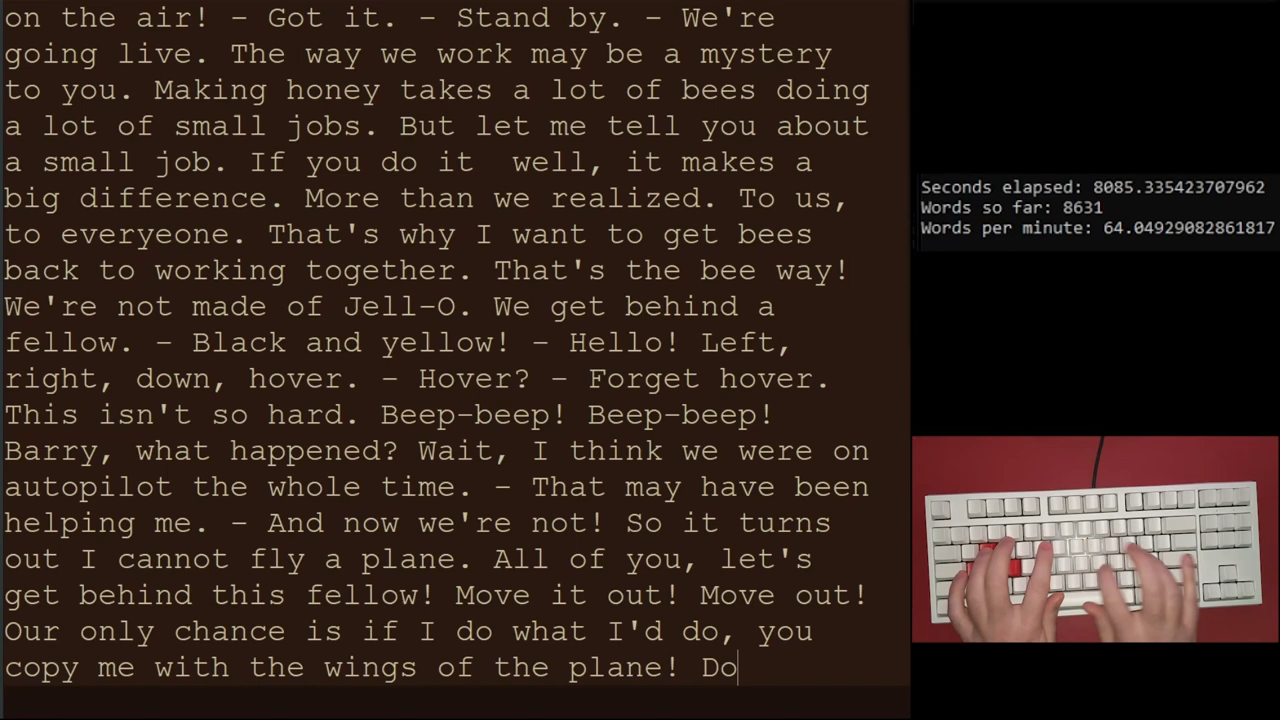 on the air! - Got it. - Stand by. - We're
going live. The way we work may be a mystery
to you. Making honey takes a lot of bees doing
a lot of small jobs. But let me tell you about
a small job. If you do it  well, it makes a
big difference. More than we realized. To us,
to everyeone. That's why I want to get bees
back to working together. That's the bee way!
We're not made of Jell-O. We get behind a
fellow. - Black and yellow! - Hello! Left,
right, down, hover. - Hover? - Forget hover.
This isn't so hard. Beep-beep! Beep-beep!
Barry, what happened? Wait, I think we were on
autopilot the whole time. - That may have been
helping me. - And now we're not! So it turns
out I cannot fly a plane. All of you, let's
get behind this fellow! Move it out! Move out!
Our only chance is if I do what I'd do, you
copy me with the wings of the plane! Do
Seconds elapsed: 8085.335423707962
Words so far: 8631
Words per minute: 64.04929082861817